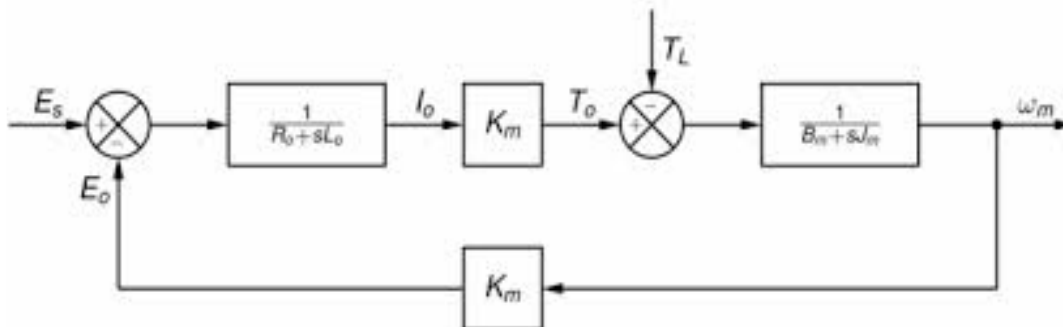 T_L
E_s
+
−
1/(R_o+sL_o)
I_o
K_m
T_o
+
−
1/(B_m+sJ_m)
ω_m
E_o
K_m